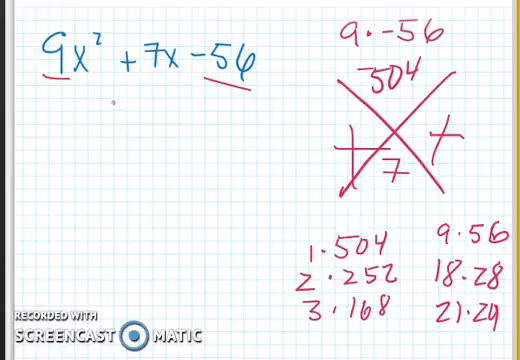 9x² + 7x - 56
9 · -56
504
7
1 · 504
2 · 252
3 · 168
9 · 56
18 · 28
21 · 24
RECORDED WITH
SCREENCAST MATIC